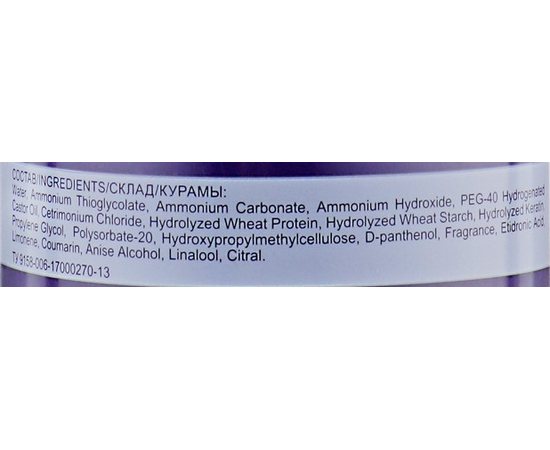 СОСТАВ/INGREDIENTS/СКЛАД/КУРАМЫ:
Water, Ammonium Thioglycolate, Ammonium Carbonate, Ammonium Hydroxide, PEG-40 Hydrogenated
Castor Oil, Cetrimonium Chloride, Hydrolyzed Wheat Protein, Hydrolyzed Wheat Starch, Hydrolyzed Keratin,
Propylene Glycol, Polysorbate-20, Hydroxypropylmethylcellulose, D-panthenol, Fragrance, Etidronic Acid,
Limonene, Coumarin, Anise Alcohol, Linalool, Citral.
ТУ 9158-006-17000270-13